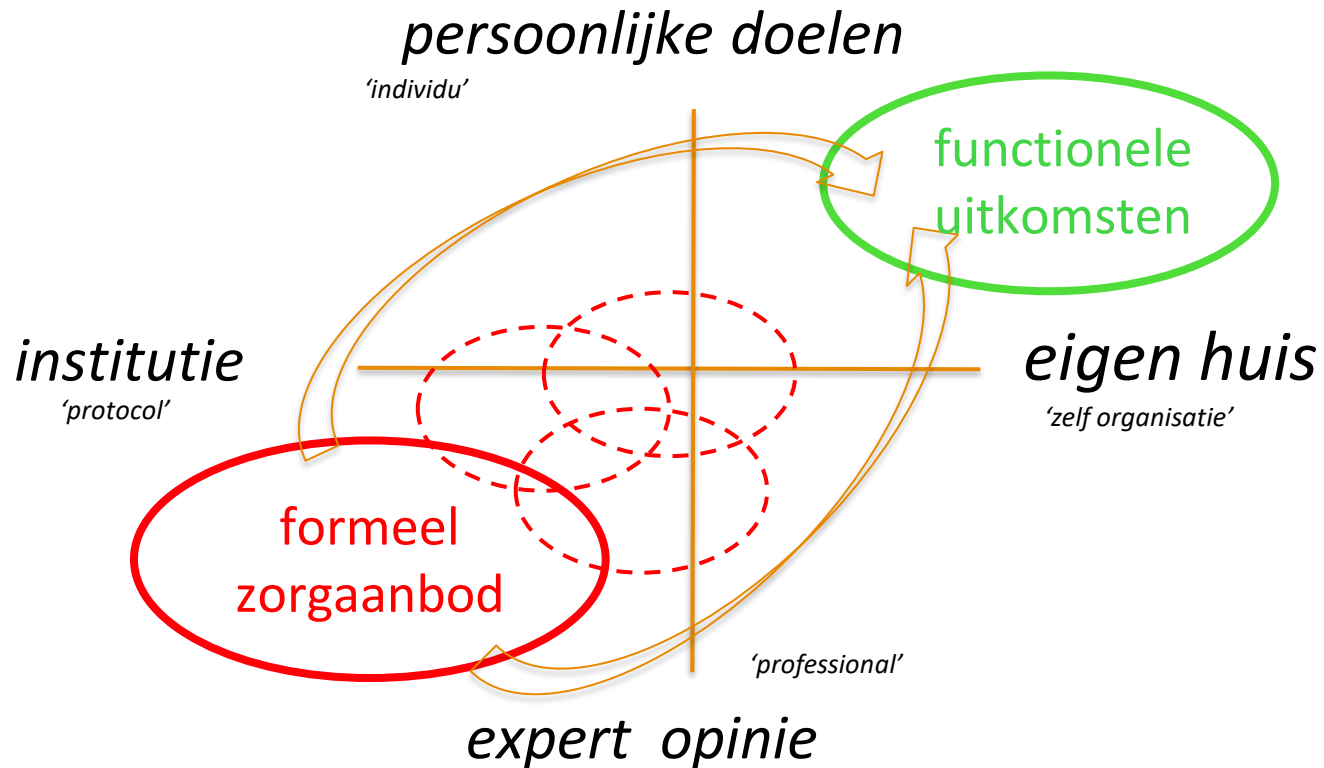 persoonlijke doelen
‘individu’
functionele
uitkomsten
institutie
‘protocol’
eigen huis
‘zelf organisatie’
formeel
zorgaanbod
‘professional’
expert opinie